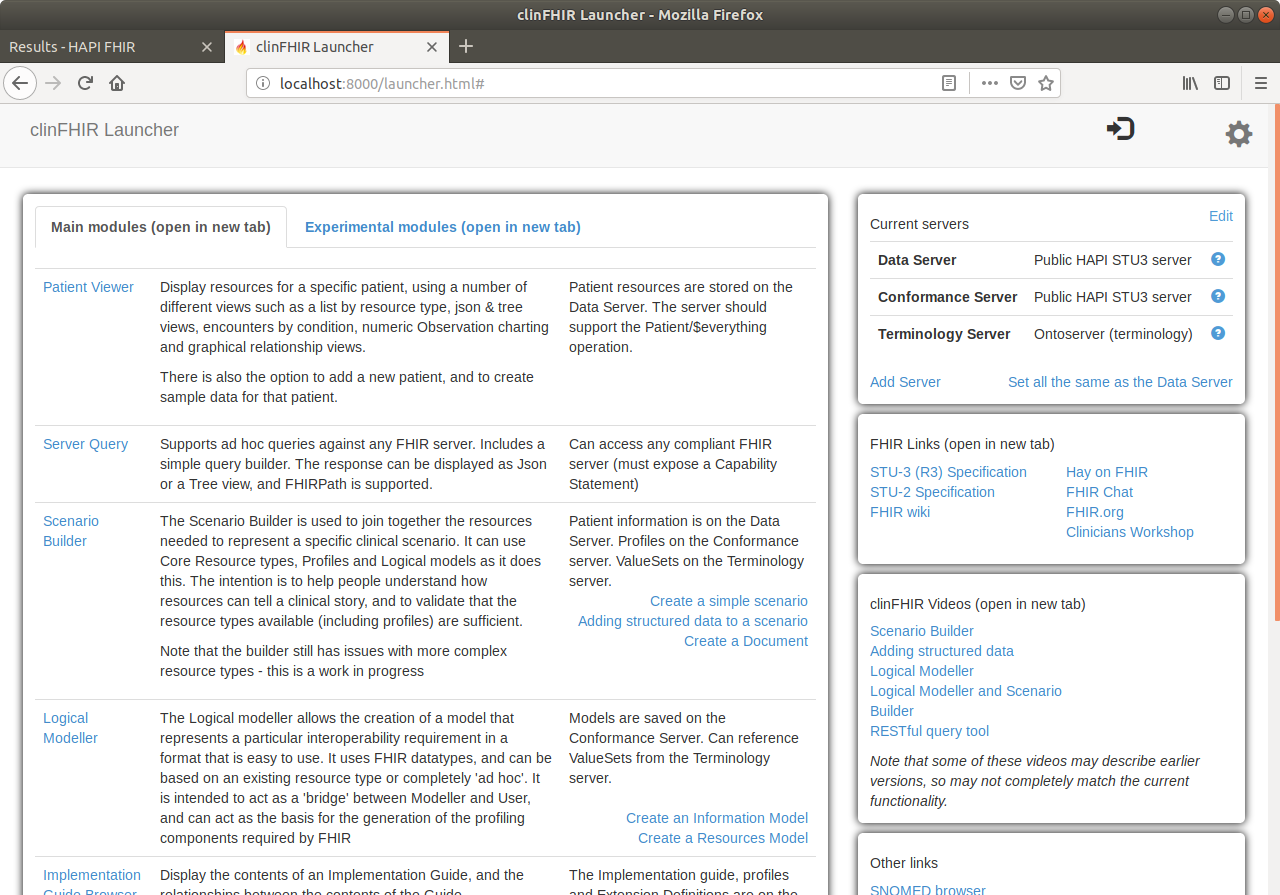 clinFHIR Launcher - Mozilla Firefox
Results - HAPI FHIR
clinFHIR Launcher
localhost:8000/launcher.html#
clinFHIR Launcher
Main modules (open in new tab)
Experimental modules (open in new tab)
Patient Viewer
Display resources for a specific patient, using a number of
different views such as a list by resource type, json & tree
views, encounters by condition, numeric Observation charting
and graphical relationship views.
There is also the option to add a new patient, and to create
sample data for that patient.
Patient resources are stored on the
Data Server. The server should
support the Patient/$everything
operation.
Server Query
Supports ad hoc queries against any FHIR server. Includes a
simple query builder. The response can be displayed as Json
or a Tree view, and FHIRPath is supported.
Can access any compliant FHIR
server (must expose a Capability
Statement)
Scenario
Builder
The Scenario Builder is used to join together the resources
needed to represent a specific clinical scenario. It can use
Core Resource types, Profiles and Logical models as it does
this. The intention is to help people understand how
resources can tell a clinical story, and to validate that the
resource types available (including profiles) are sufficient.
Note that the builder still has issues with more complex
resource types - this is a work in progress
Patient information is on the Data
Server. Profiles on the Conformance
server. ValueSets on the Terminology
server.
Create a simple scenario
Adding structured data to a scenario
Create a Document
Logical
Modeller
The Logical modeller allows the creation of a model that
represents a particular interoperability requirement in a
format that is easy to use. It uses FHIR datatypes, and can be
based on an existing resource type or completely 'ad hoc'. It
is intended to act as a 'bridge' between Modeller and User,
and can act as the basis for the generation of the profiling
components required by FHIR
Models are saved on the
Conformance Server. Can reference
ValueSets from the Terminology
server.
Create an Information Model
Create a Resources Model
Implementation
Guide Browser
Display the contents of an Implementation Guide, and the
relationships between the contents of the Guide
The Implementation guide, profiles
and Extension Definitions are on the
Current servers
Edit
Data Server Public HAPI STU3 server
Conformance Server Public HAPI STU3 server
Terminology Server Ontoserver (terminology)
Add Server
Set all the same as the Data Server
FHIR Links (open in new tab)
STU-3 (R3) Specification
STU-2 Specification
FHIR wiki
Hay on FHIR
FHIR Chat
FHIR.org
Clinicians Workshop
clinFHIR Videos (open in new tab)
Scenario Builder
Adding structured data
Logical Modeller
Logical Modeller and Scenario
Builder
RESTful query tool
Note that some of these videos may describe earlier
versions, so may not completely match the current
functionality.
Other links
SNOMED browser